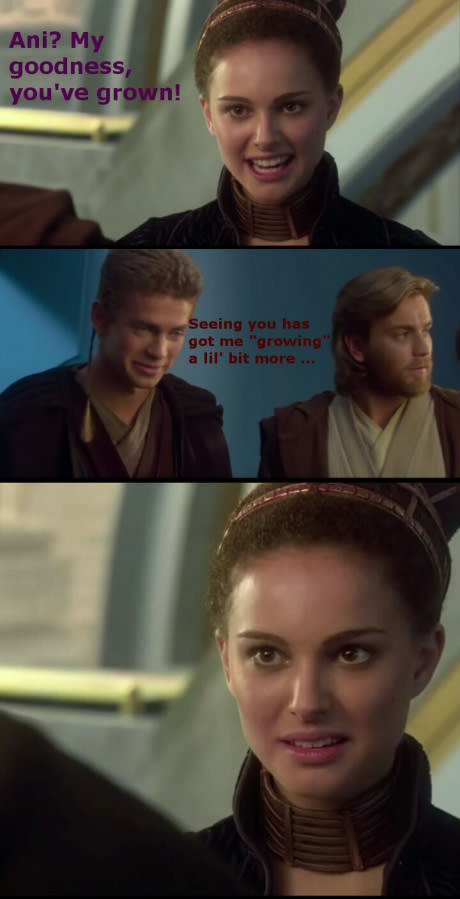 Ani? My
goodness,
you've grown!
Seeing you has
got me "growing"
a lil' bit more ...